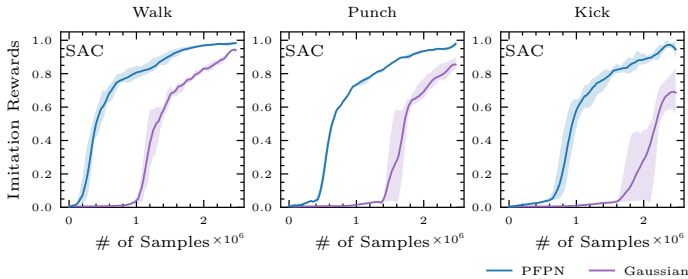 Walk
Punch
Kick
Imitation Rewards
1.0
0.8
0.6
0.4
0.2
0.0
SAC
0
1
2
# of Samples ×10⁶
1.0
0.8
0.6
0.4
0.2
0.0
SAC
0
1
2
# of Samples ×10⁶
1.0
0.8
0.6
0.4
0.2
0.0
SAC
0
1
2
# of Samples ×10⁶
PFPN
Gaussian